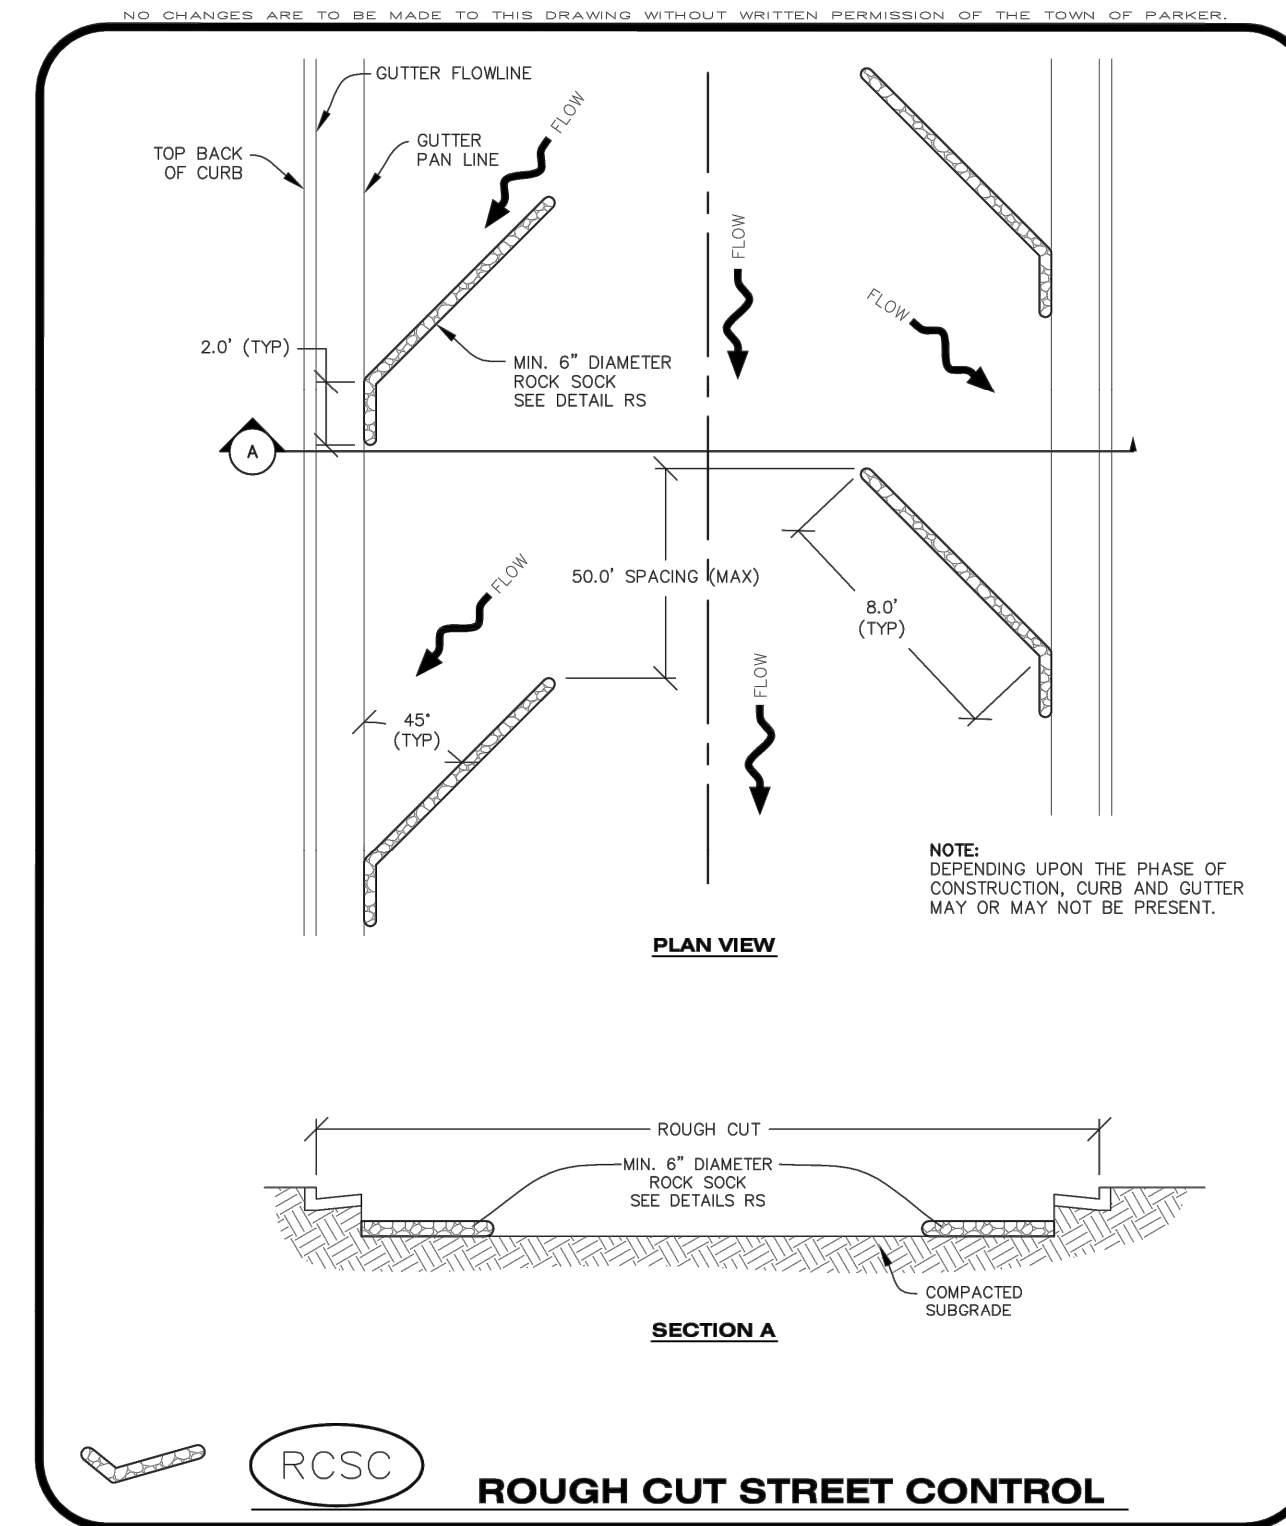 NO CHANGES ARE TO BE MADE TO THIS DRAWING WITHOUT WRITTEN PERMISSION OF THE TOWN OF PARKER.
GUTTER FLOWLINE
FLOW
GUTTER
PAN LINE
TOP BACK
OF CURB
FLOW
FLOW
2.0' (TYP)
MIN. 6" DIAMETER
ROCK SOCK
SEE DETAIL RS
A
FLOW
50.0' SPACING (MAX)
8.0'
(TYP)
FLOW
45°
(TYP)
NOTE:
DEPENDING UPON THE PHASE OF
CONSTRUCTION, CURB AND GUTTER
MAY OR MAY NOT BE PRESENT.
PLAN VIEW
ROUGH CUT
MIN. 6" DIAMETER
ROCK SOCK
SEE DETAILS RS
COMPACTED
SUBGRADE
SECTION A
RCSC
ROUGH CUT STREET CONTROL